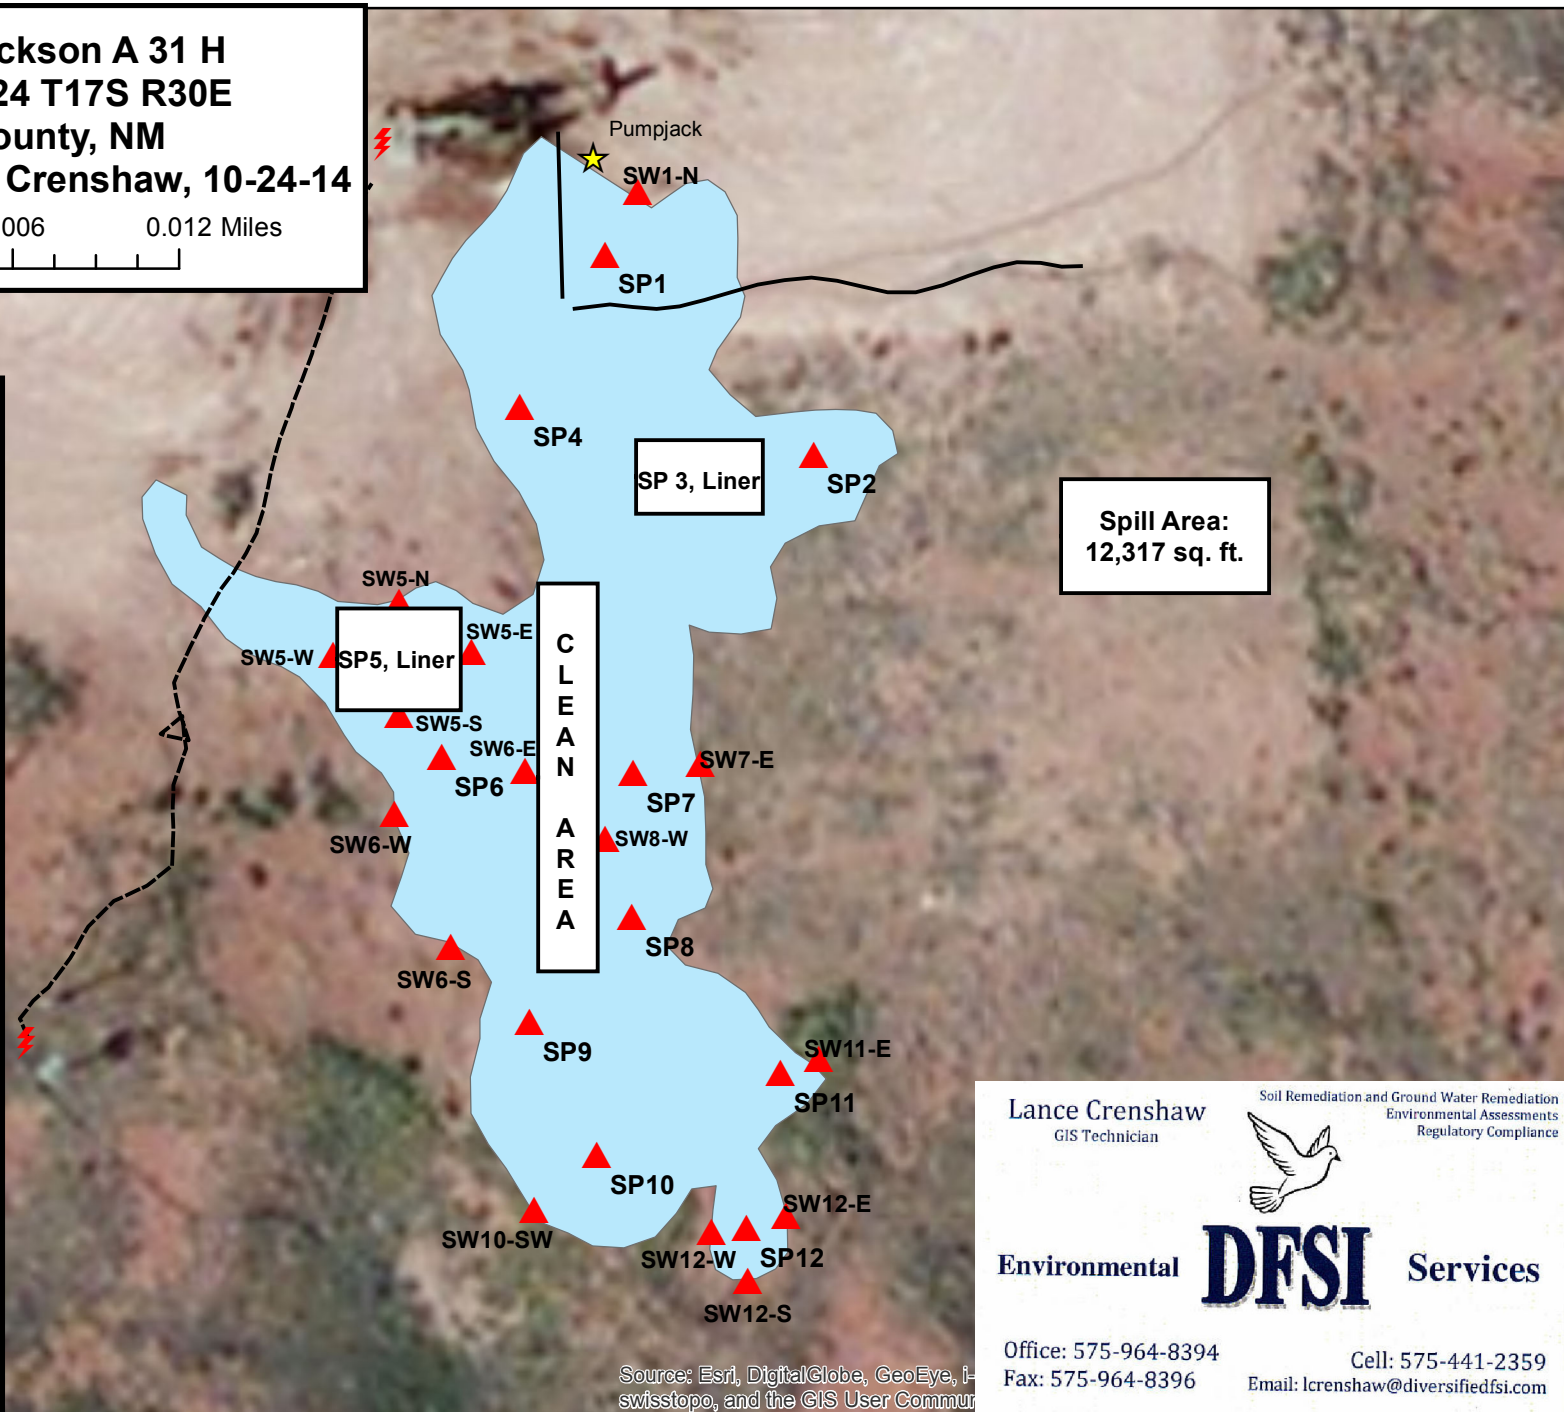 ckson A 31 H
24 T17S R30E
ounty, NM
Crenshaw, 10-24-14
006 0.012 Miles
Pumpjack
SW1-N
SP1
SP4
SP 3, Liner
SP2
Spill Area:
12,317 sq. ft.
SW5-N
SW5-E
SW5-W
SP5, Liner
SW5-S
CLEAN AREA
SW6-E
SP6
SW7-E
SP7
SW6-W
SW8-W
SP8
SW6-S
SP9
SW11-E
SP11
SP10
SW10-SW
SW12-E
SW12-W
SP12
SW12-S
Source: Esri, DigitalGlobe, GeoEye, i-
swisstopo, and the GIS User Commun
Lance Crenshaw
GIS Technician
Soil Remediation and Ground Water Remediation
Environmental Assessments
Regulatory Compliance
Environmental DFSI Services
Office: 575-964-8394
Fax: 575-964-8396
Cell: 575-441-2359
Email: lcrenshaw@diversifiedfsi.com